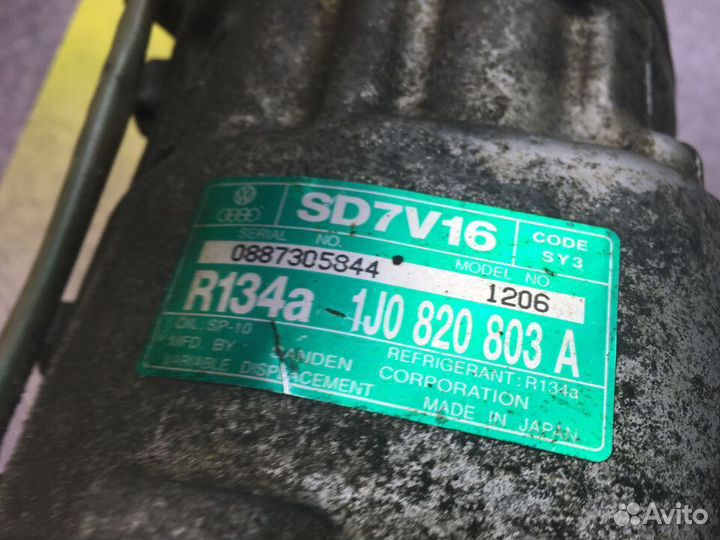 SD7V16
CODE
SY3
SERIAL NO.
0887305844
MODEL NO
1206
R134a 1J0 820 803 A
OIL: SP-10
REFRIGERANT: R134a
MFD. BY SANDEN CORPORATION
VARIABLE DISPLACEMENT
MADE IN JAPAN
Avito